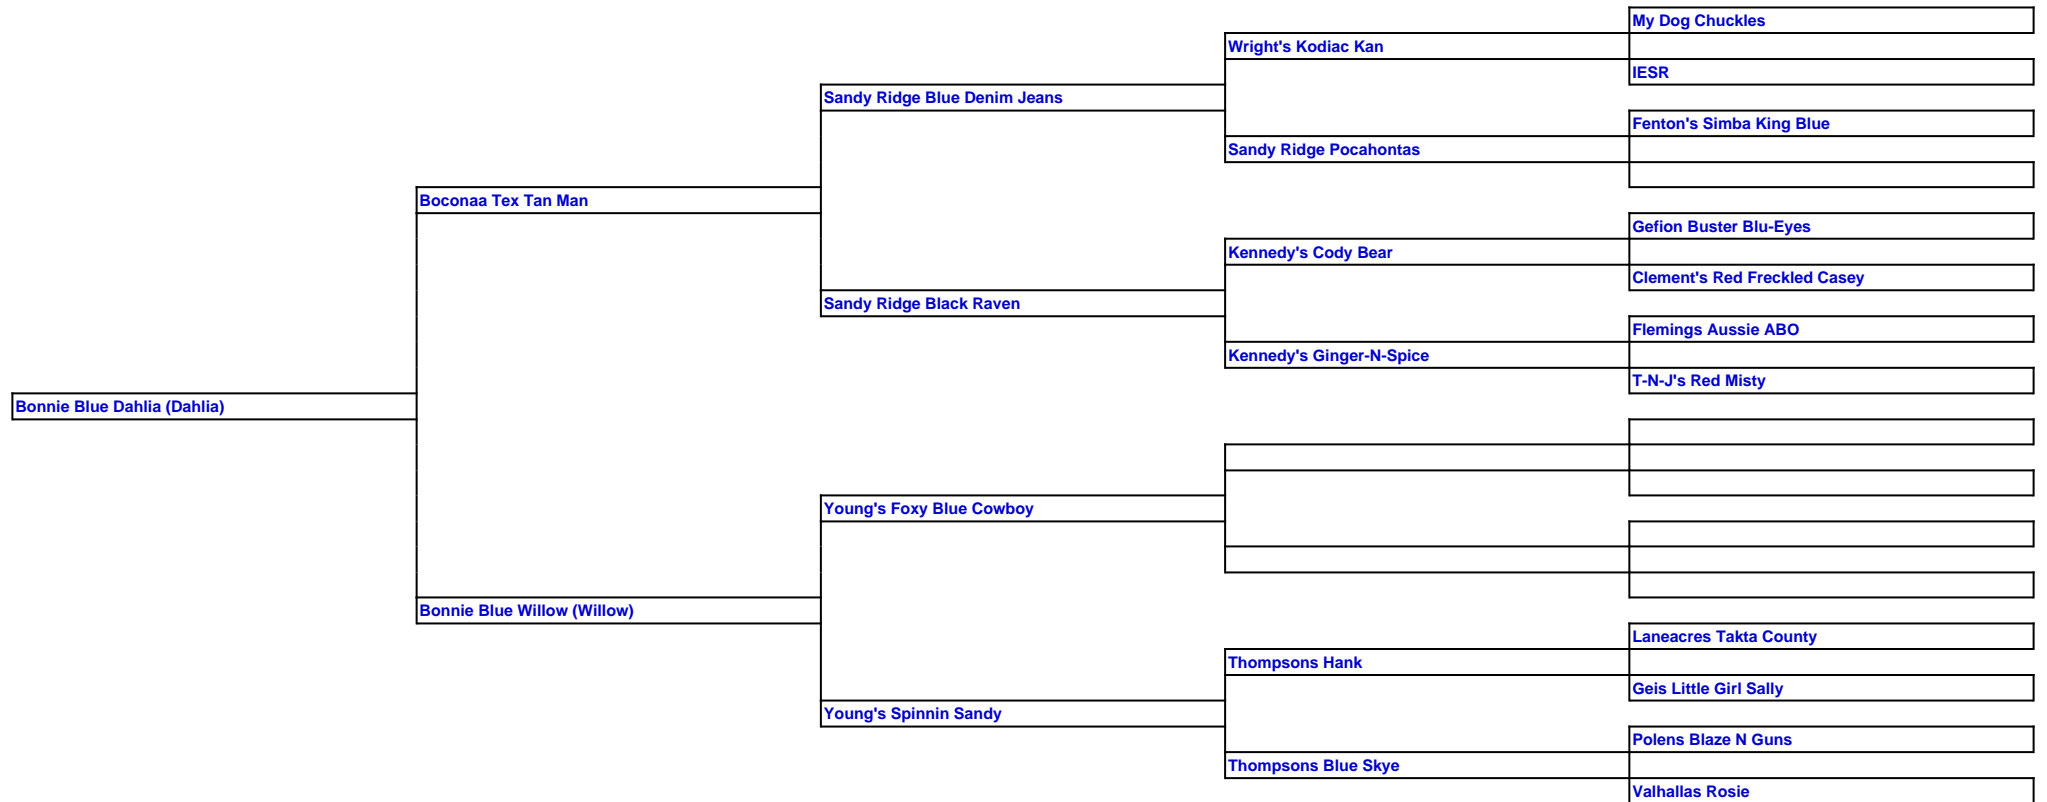 My Dog Chuckles
Wright's Kodiac Kan
IESR
Sandy Ridge Blue Denim Jeans
Fenton's Simba King Blue
Sandy Ridge Pocahontas
Boconaa Tex Tan Man
Gefion Buster Blu-Eyes
Kennedy's Cody Bear
Clement's Red Freckled Casey
Sandy Ridge Black Raven
Flemings Aussie ABO
Kennedy's Ginger-N-Spice
T-N-J's Red Misty
Bonnie Blue Dahlia (Dahlia)
Young's Foxy Blue Cowboy
Bonnie Blue Willow (Willow)
Laneacres Takta County
Thompsons Hank
Geis Little Girl Sally
Young's Spinnin Sandy
Polens Blaze N Guns
Thompsons Blue Skye
Valhallas Rosie